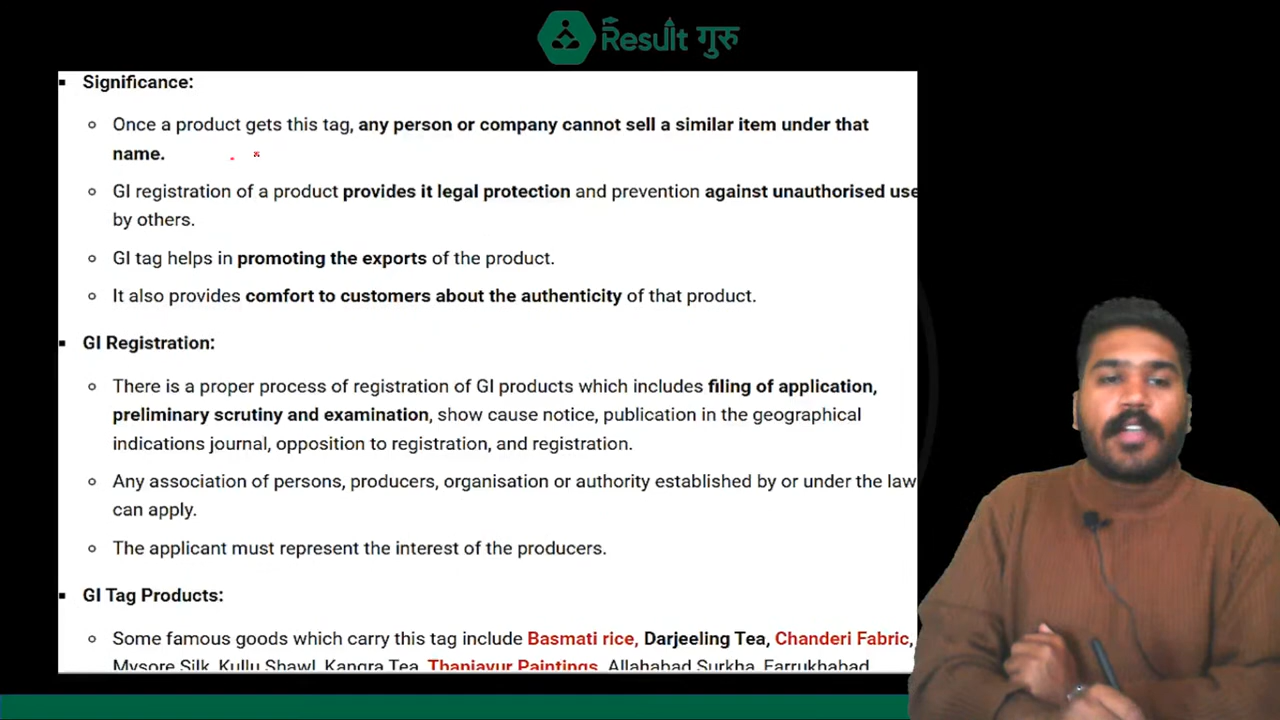 Result गुरु
Significance:
Once a product gets this tag, any person or company cannot sell a similar item under that
name.
GI registration of a product provides it legal protection and prevention against unauthorised use
by others.
GI tag helps in promoting the exports of the product.
It also provides comfort to customers about the authenticity of that product.
GI Registration:
There is a proper process of registration of GI products which includes filing of application,
preliminary scrutiny and examination, show cause notice, publication in the geographical
indications journal, opposition to registration, and registration.
Any association of persons, producers, organisation or authority established by or under the law
can apply.
The applicant must represent the interest of the producers.
GI Tag Products:
Some famous goods which carry this tag include Basmati rice, Darjeeling Tea, Chanderi Fabric,
Mysore Silk, Kullu Shawl, Kangra Tea, Thanjavur Paintings, Allahabad Surkha, Farrukhabad